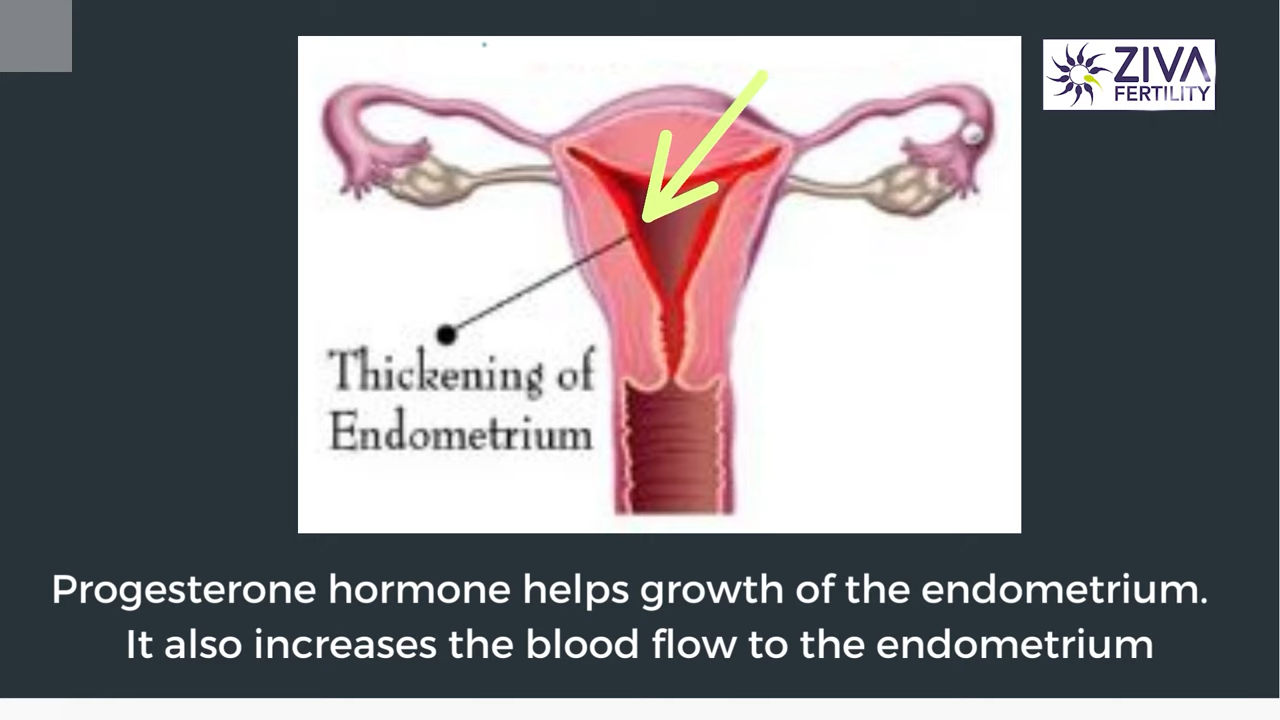 ZIVA
FERTILITY
Thickening of
Endometrium
Progesterone hormone helps growth of the endometrium.
It also increases the blood flow to the endometrium